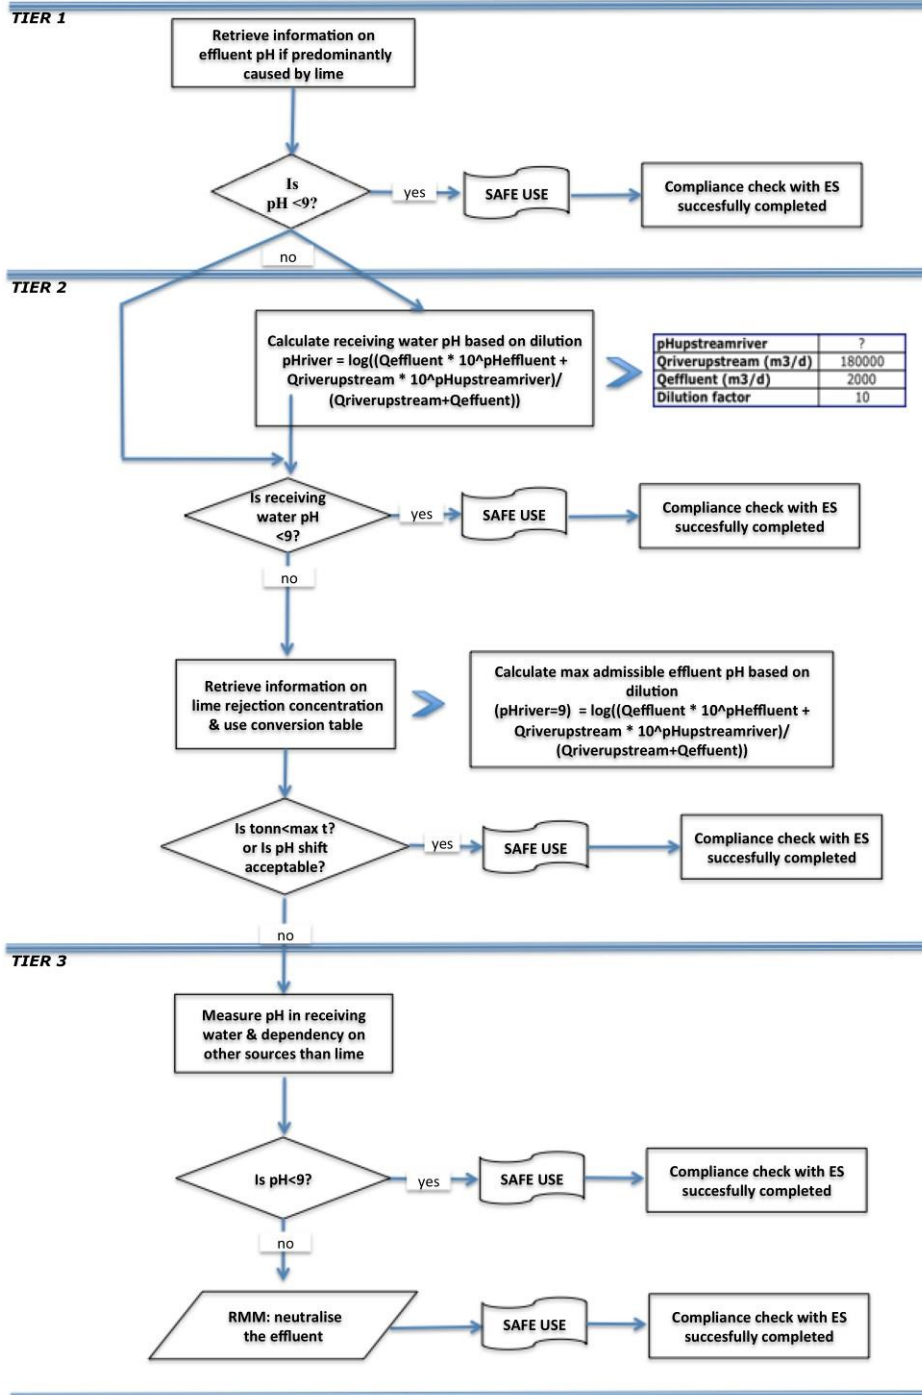 TIER 1
Retrieve information on
effluent pH if predominantly
caused by lime
Is
pH <9?
yes
SAFE USE
Compliance check with ES
succesfully completed
no
TIER 2
Calculate receiving water pH based on dilution
pHriver = log((Qeffluent * 10^pHeffluent +
Qriverupstream * 10^pHupstreamriver)/
(Qriverupstream+Qeffuent))
pHupstreamriver ?
Qriverupstream (m3/d) 180000
Qeffluent (m3/d) 2000
Dilution factor 10
Is receiving
water pH
<9?
yes
SAFE USE
Compliance check with ES
succesfully completed
no
Retrieve information on
lime rejection concentration
& use conversion table
Calculate max admissible effluent pH based on
dilution
(pHriver=9) = log((Qeffluent * 10^pHeffluent +
Qriverupstream * 10^pHupstreamriver)/
(Qriverupstream+Qeffuent))
Is tonn<max t?
or Is pH shift
acceptable?
yes
SAFE USE
Compliance check with ES
succesfully completed
no
TIER 3
Measure pH in receiving
water & dependency on
other sources than lime
Is pH<9?
yes
SAFE USE
Compliance check with ES
succesfully completed
no
RMM: neutralise
the effluent
SAFE USE
Compliance check with ES
succesfully completed